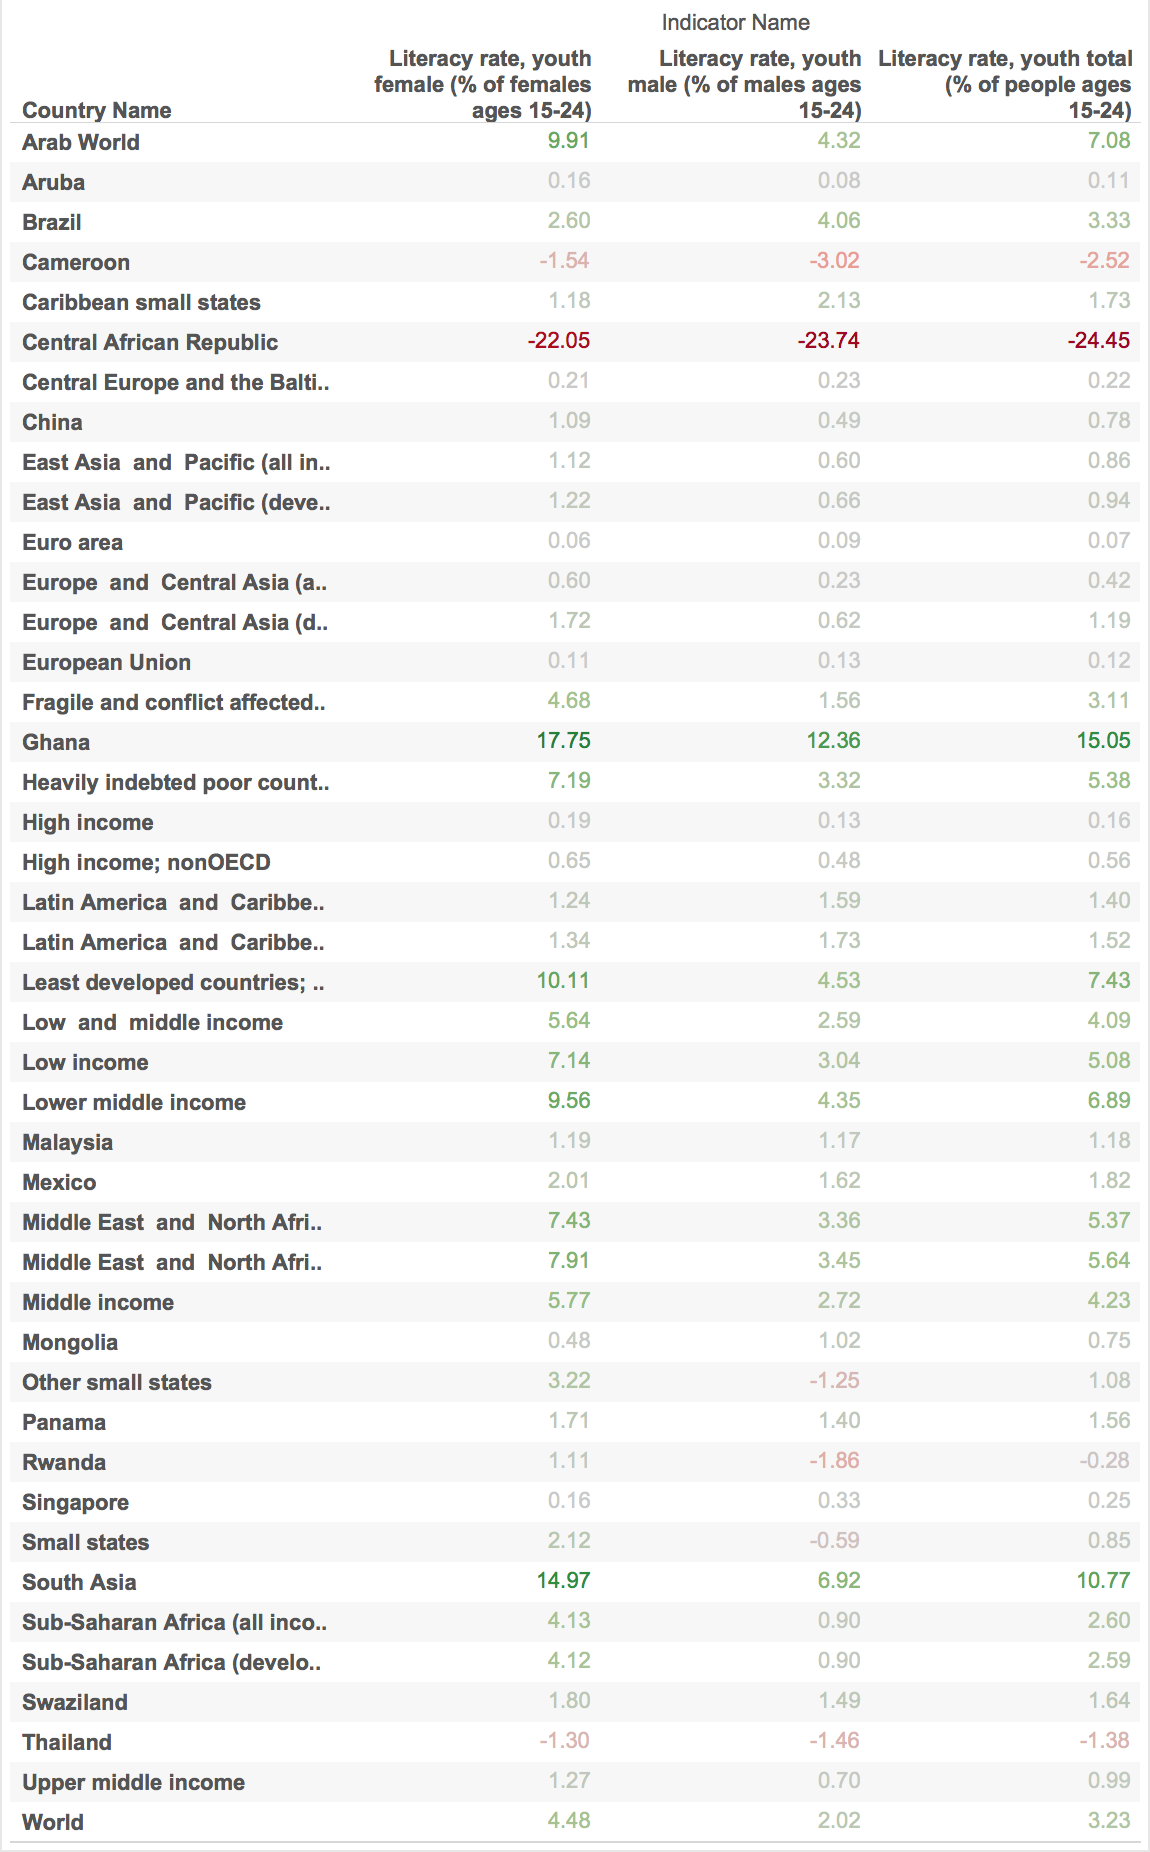 Indicator Name
Country Name Literacy rate, youth female (% of females ages 15-24) Literacy rate, youth male (% of males ages 15-24) Literacy rate, youth total (% of people ages 15-24)
Arab World 9.91 4.32 7.08
Aruba 0.16 0.08 0.11
Brazil 2.60 4.06 3.33
Cameroon -1.54 -3.02 -2.52
Caribbean small states 1.18 2.13 1.73
Central African Republic -22.05 -23.74 -24.45
Central Europe and the Balti.. 0.21 0.23 0.22
China 1.09 0.49 0.78
East Asia and Pacific (all in.. 1.12 0.60 0.86
East Asia and Pacific (deve.. 1.22 0.66 0.94
Euro area 0.06 0.09 0.07
Europe and Central Asia (a.. 0.60 0.23 0.42
Europe and Central Asia (d.. 1.72 0.62 1.19
European Union 0.11 0.13 0.12
Fragile and conflict affected.. 4.68 1.56 3.11
Ghana 17.75 12.36 15.05
Heavily indebted poor count.. 7.19 3.32 5.38
High income 0.19 0.13 0.16
High income; nonOECD 0.65 0.48 0.56
Latin America and Caribbe.. 1.24 1.59 1.40
Latin America and Caribbe.. 1.34 1.73 1.52
Least developed countries; .. 10.11 4.53 7.43
Low and middle income 5.64 2.59 4.09
Low income 7.14 3.04 5.08
Lower middle income 9.56 4.35 6.89
Malaysia 1.19 1.17 1.18
Mexico 2.01 1.62 1.82
Middle East and North Afri.. 7.43 3.36 5.37
Middle East and North Afri.. 7.91 3.45 5.64
Middle income 5.77 2.72 4.23
Mongolia 0.48 1.02 0.75
Other small states 3.22 -1.25 1.08
Panama 1.71 1.40 1.56
Rwanda 1.11 -1.86 -0.28
Singapore 0.16 0.33 0.25
Small states 2.12 -0.59 0.85
South Asia 14.97 6.92 10.77
Sub-Saharan Africa (all inco.. 4.13 0.90 2.60
Sub-Saharan Africa (develo.. 4.12 0.90 2.59
Swaziland 1.80 1.49 1.64
Thailand -1.30 -1.46 -1.38
Upper middle income 1.27 0.70 0.99
World 4.48 2.02 3.23